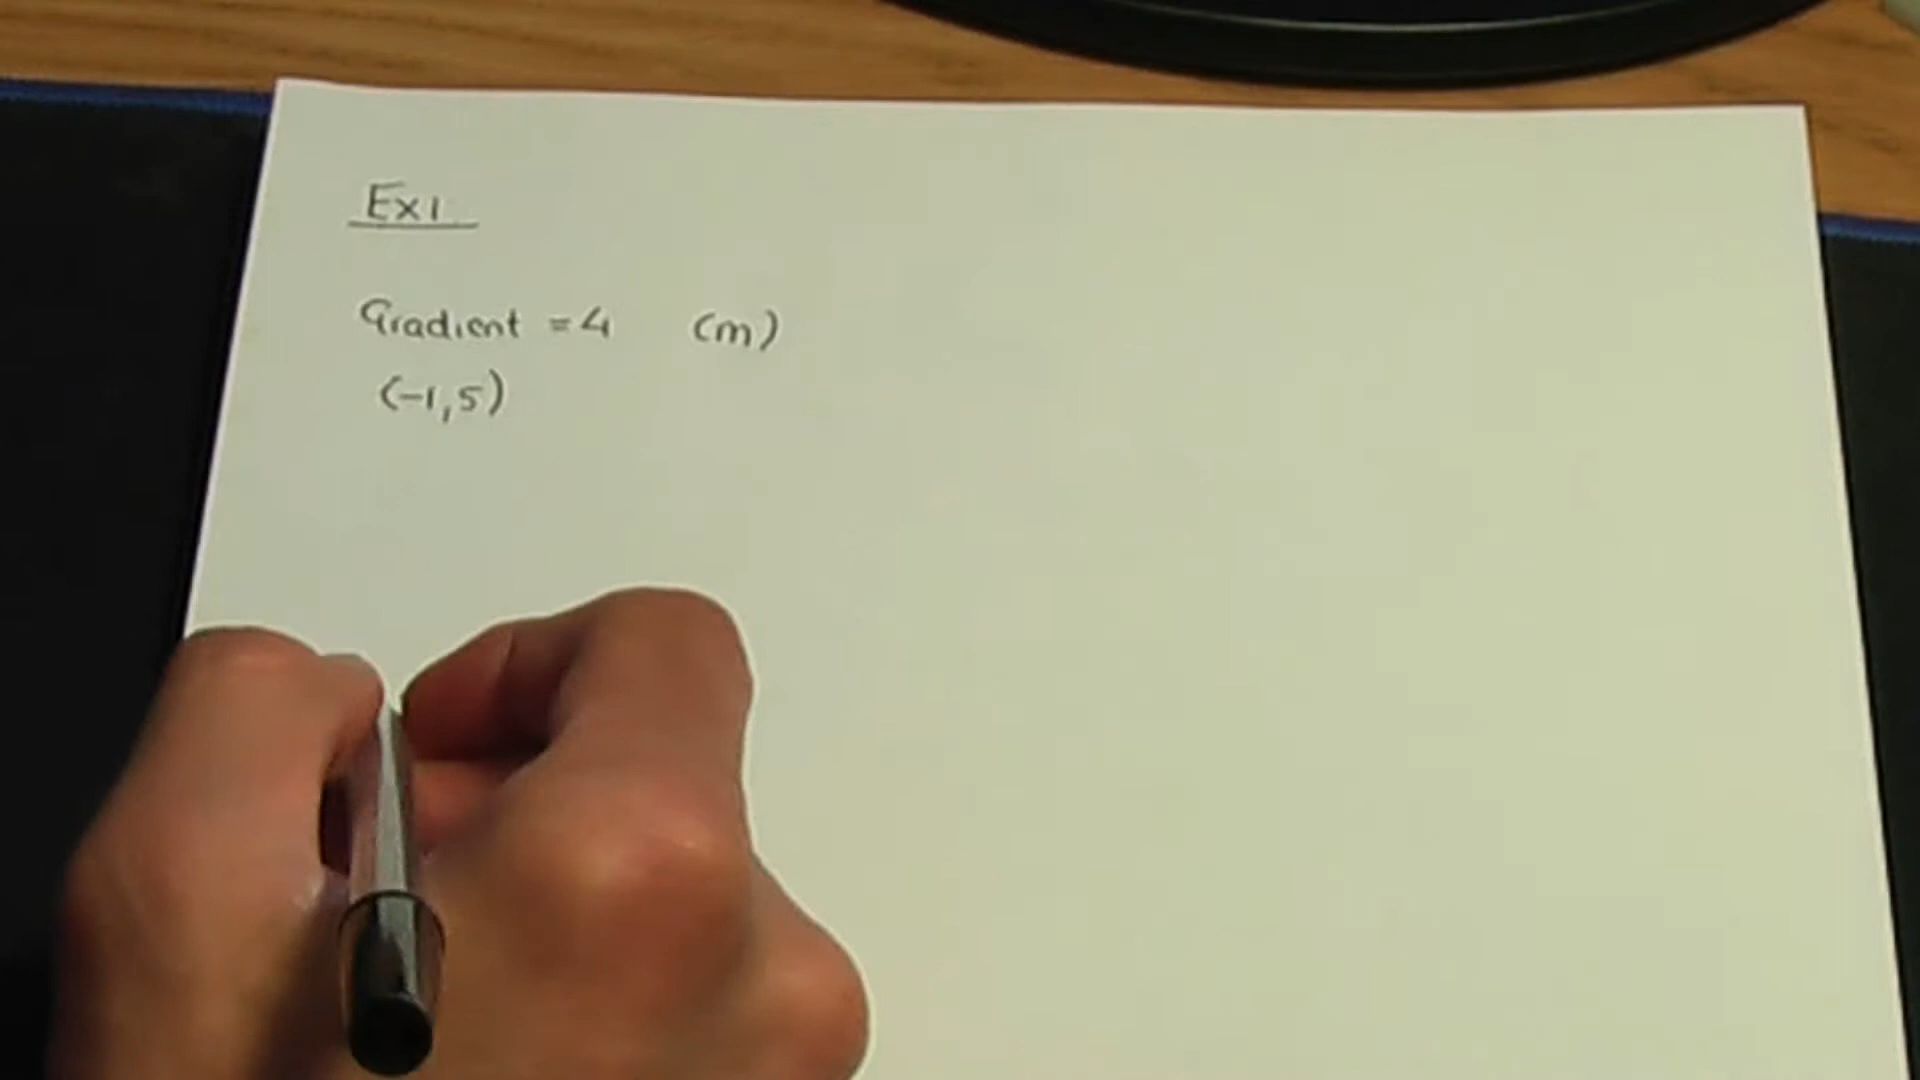 Ex1
Gradient = 4 (m)
(-1,5)